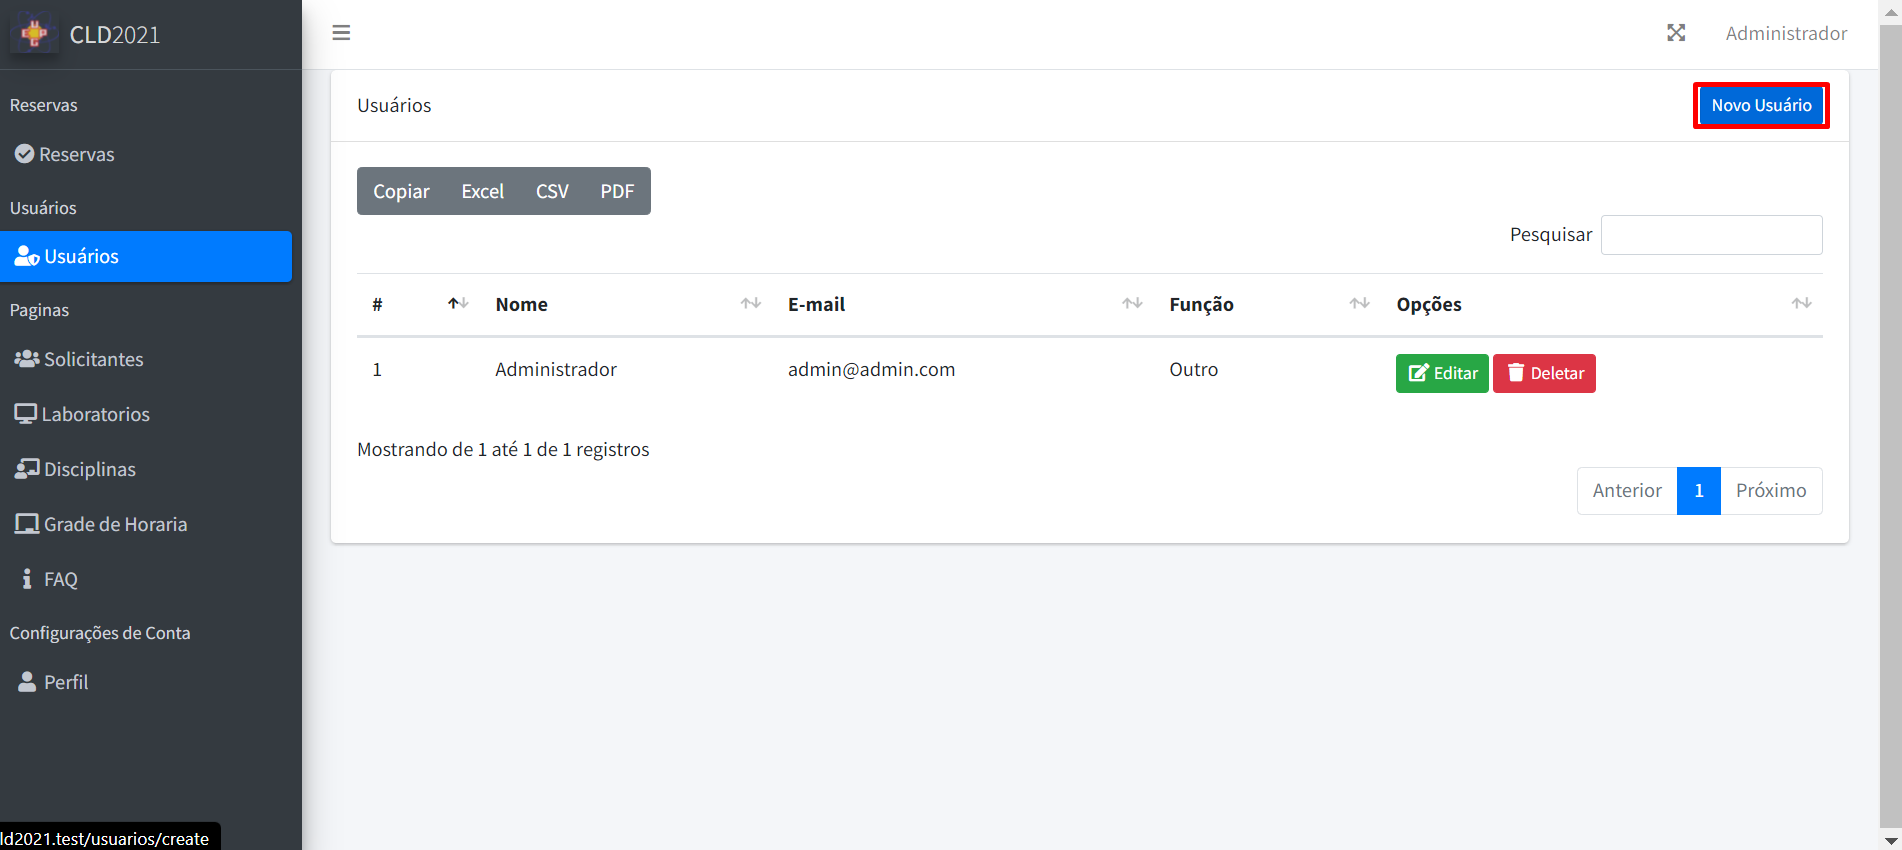 CLD2021
Administrador
Reservas
Reservas
Usuários
Usuários
Paginas
Solicitantes
Laboratorios
Disciplinas
Grade de Horaria
FAQ
Configurações de Conta
Perfil
Usuários
Novo Usuário
Copiar Excel CSV PDF
Pesquisar
# Nome E-mail Função Opções
1 Administrador admin@admin.com Outro Editar Deletar
Mostrando de 1 até 1 de 1 registros
Anterior 1 Próximo
ld2021.test/usuarios/create